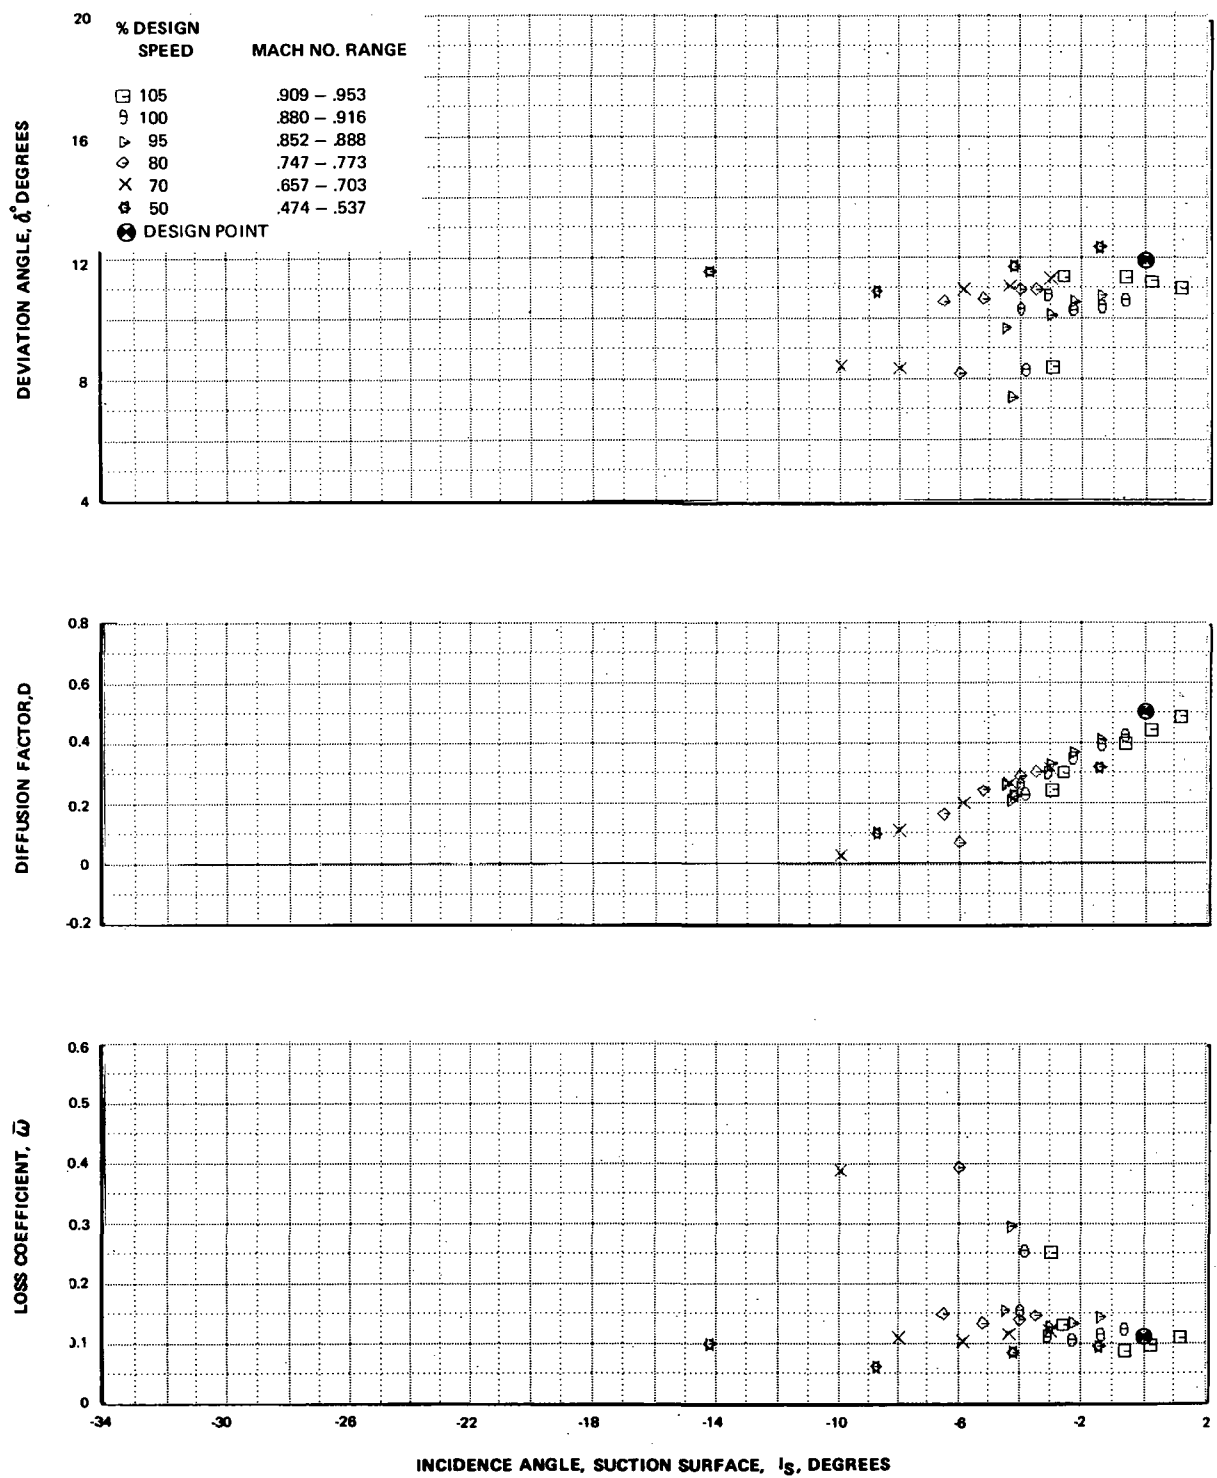 % DESIGN SPEED MACH NO. RANGE
105 .909 – .953
100 .880 – .916
95 .852 – .888
80 .747 – .773
70 .657 – .703
50 .474 – .537
DESIGN POINT
DEVIATION ANGLE, δ° DEGREES
20
16
12
8
4
DIFFUSION FACTOR,D
0.8
0.6
0.4
0.2
0
-0.2
LOSS COEFFICIENT, ω̅
0.6
0.5
0.4
0.3
0.2
0.1
0
-34 -30 -26 -22 -18 -14 -10 -6 -2 2
INCIDENCE ANGLE, SUCTION SURFACE, IS, DEGREES